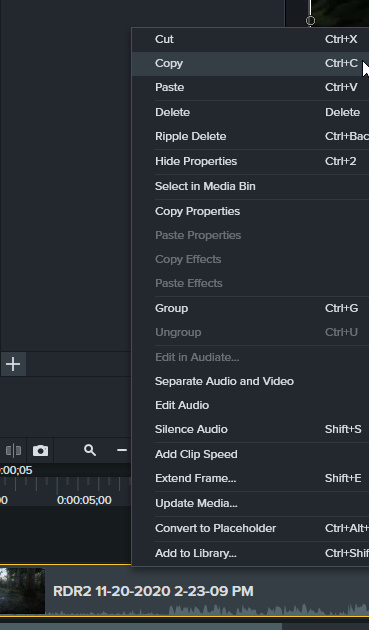 Cut Ctrl+X
Copy Ctrl+C
Paste Ctrl+V
Delete Delete
Ripple Delete Ctrl+Bac
Hide Properties Ctrl+2
Select in Media Bin
Copy Properties
Paste Properties
Copy Effects
Paste Effects
Group Ctrl+G
Ungroup Ctrl+U
Edit in Audiate...
Separate Audio and Video
Edit Audio
Silence Audio Shift+S
Add Clip Speed
Extend Frame... Shift+E
Update Media...
Convert to Placeholder Ctrl+Alt+
Add to Library... Ctrl+Shif
:00;05
00 0:00:05;00
RDR2 11-20-2020 2-23-09 PM